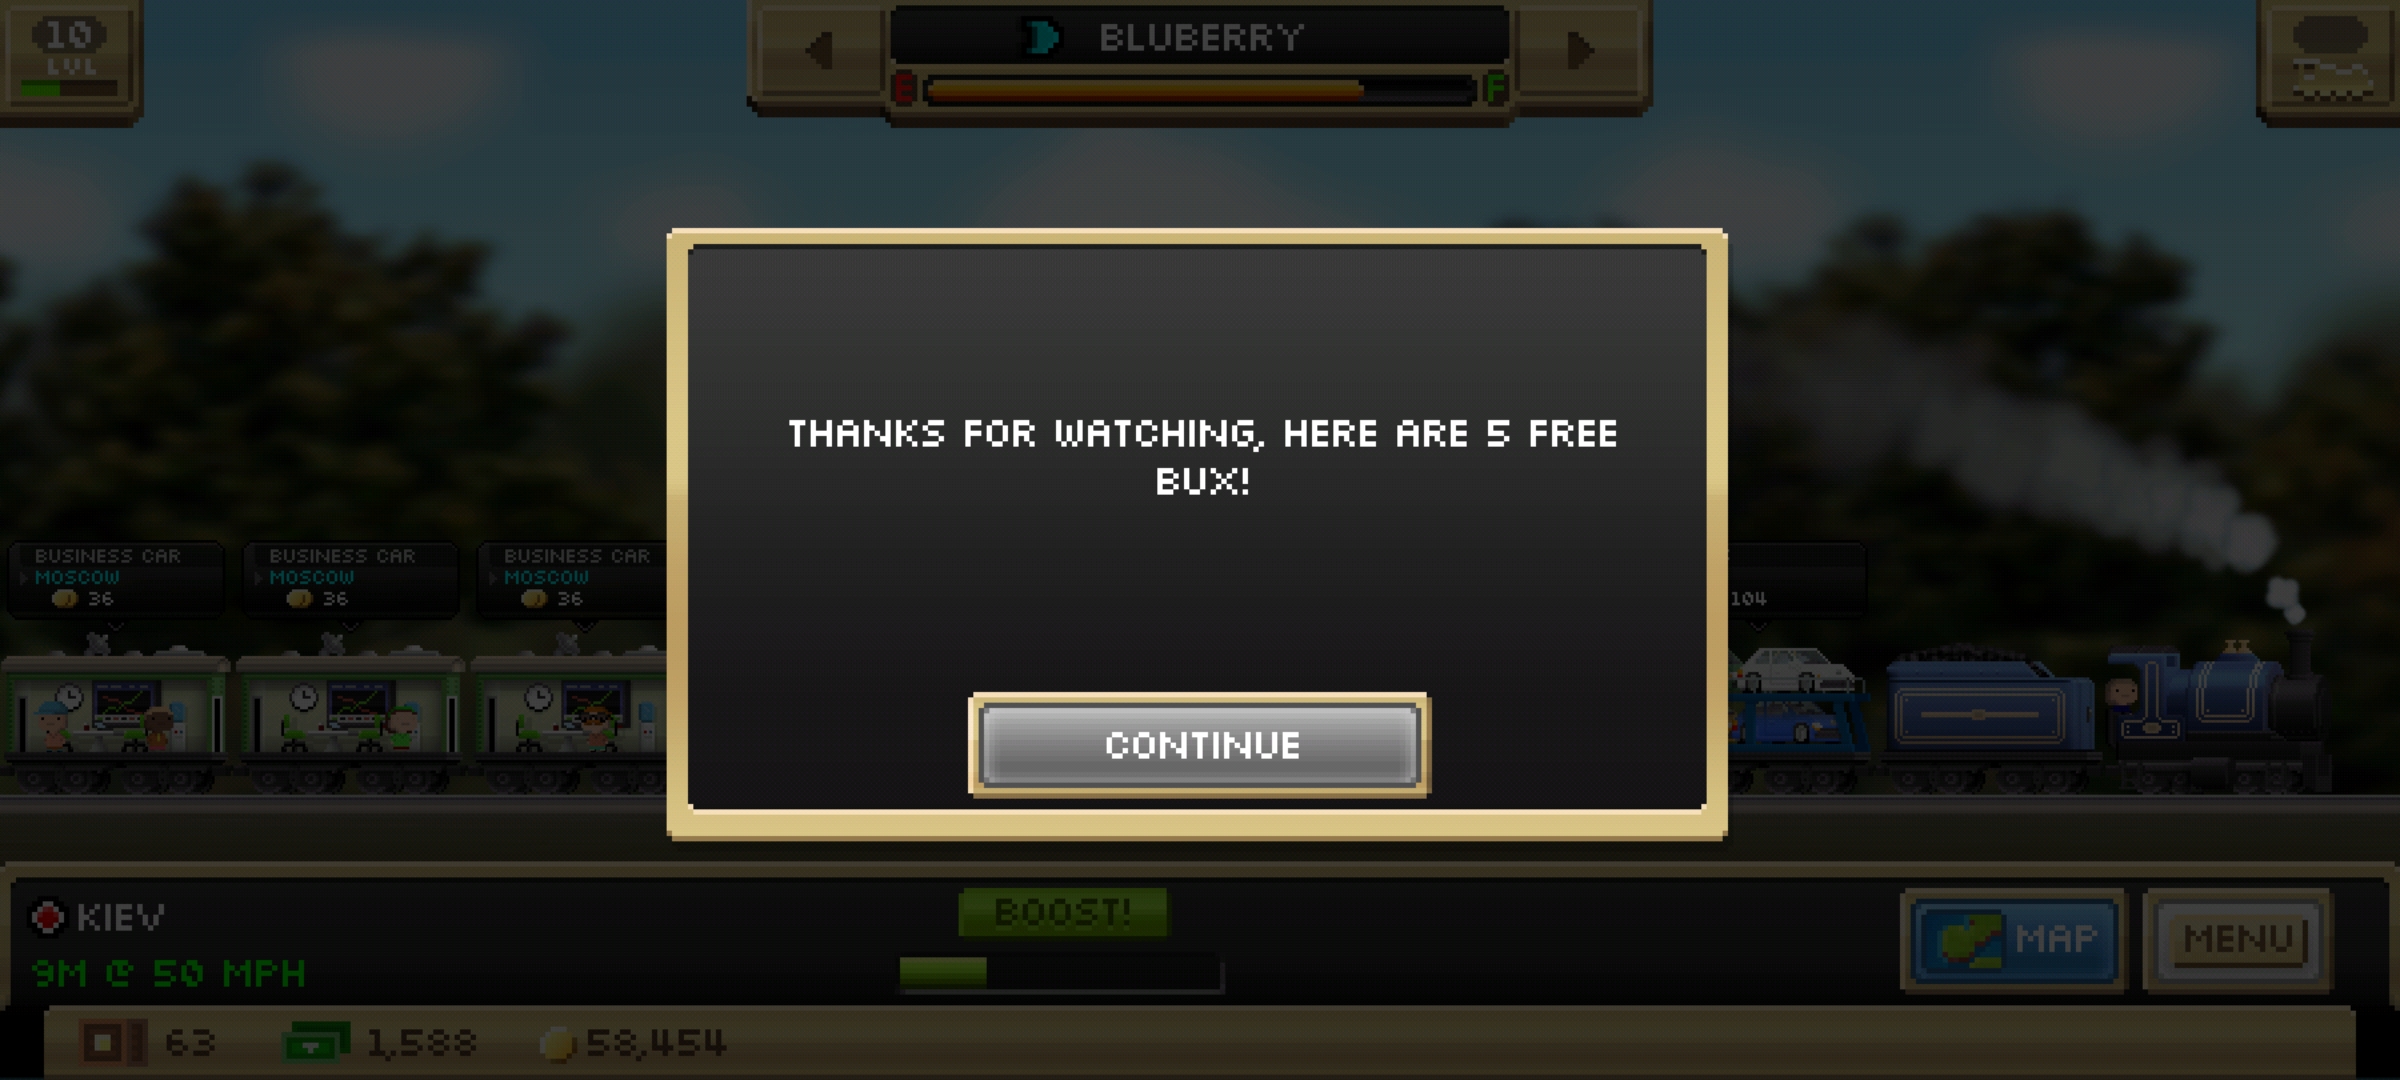 10
LVL
BLUBERRY
E
F
THANKS FOR WATCHING, HERE ARE 5 FREE
BUX!
CONTINUE
BUSINESS CAR
MOSCOW
36
BUSINESS CAR
MOSCOW
36
BUSINESS CAR
MOSCOW
36
104
KIEV
9M @ 50 MPH
BOOST!
MAP
MENU
63
1,588
58,454